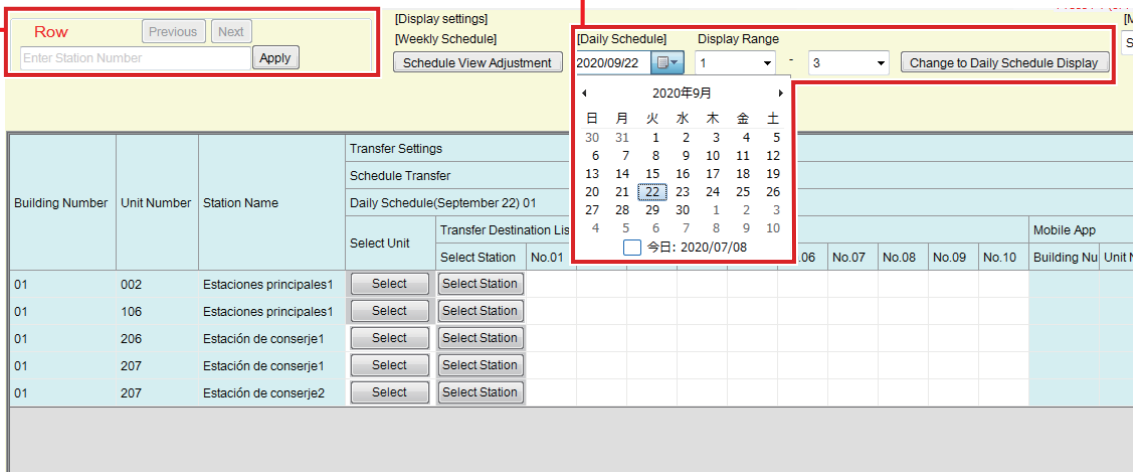 Row
Previous
Next
Enter Station Number
Apply
[Display settings]
[Weekly Schedule]
Schedule View Adjustment
[Daily Schedule]
Display Range
2020/09/22
1
-
3
Change to Daily Schedule Display
2020年9月
日 月 火 水 木 金 土
30 31 1 2 3 4 5
6 7 8 9 10 11 12
13 14 15 16 17 18 19
20 21 22 23 24 25 26
27 28 29 30 1 2 3
4 5 6 7 8 9 10
今日: 2020/07/08
Building Number
Unit Number
Station Name
Transfer Settings
Schedule Transfer
Daily Schedule(September 22) 01
Select Unit
Transfer Destination Lis
Mobile App
Select Station No.01 .06 No.07 No.08 No.09 No.10 Building Nu Unit N
01 002 Estaciones principales1 Select Select Station
01 106 Estaciones principales1 Select Select Station
01 206 Estación de conserje1 Select Select Station
01 207 Estación de conserje1 Select Select Station
01 207 Estación de conserje2 Select Select Station